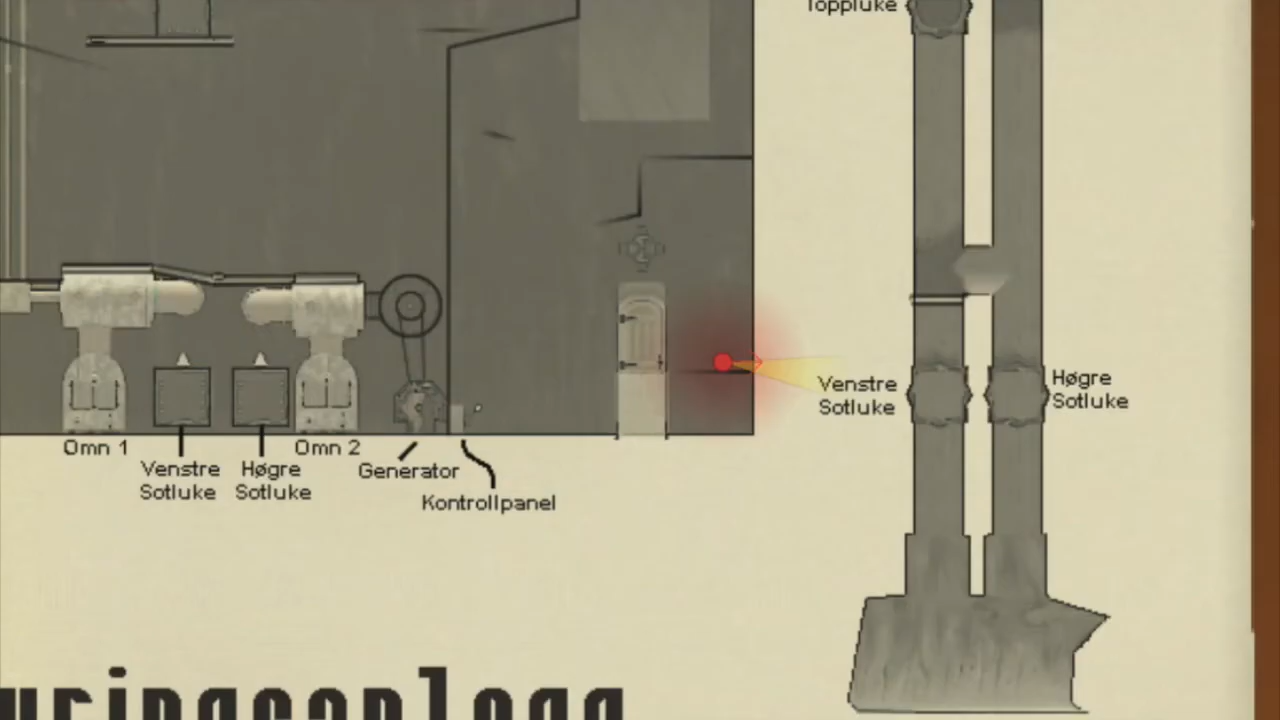 Toppluke
Venstre
Sotluke
Høgre
Sotluke
Omn 1
Omn 2
Venstre
Sotluke
Høgre
Sotluke
Generator
Kontrollpanel